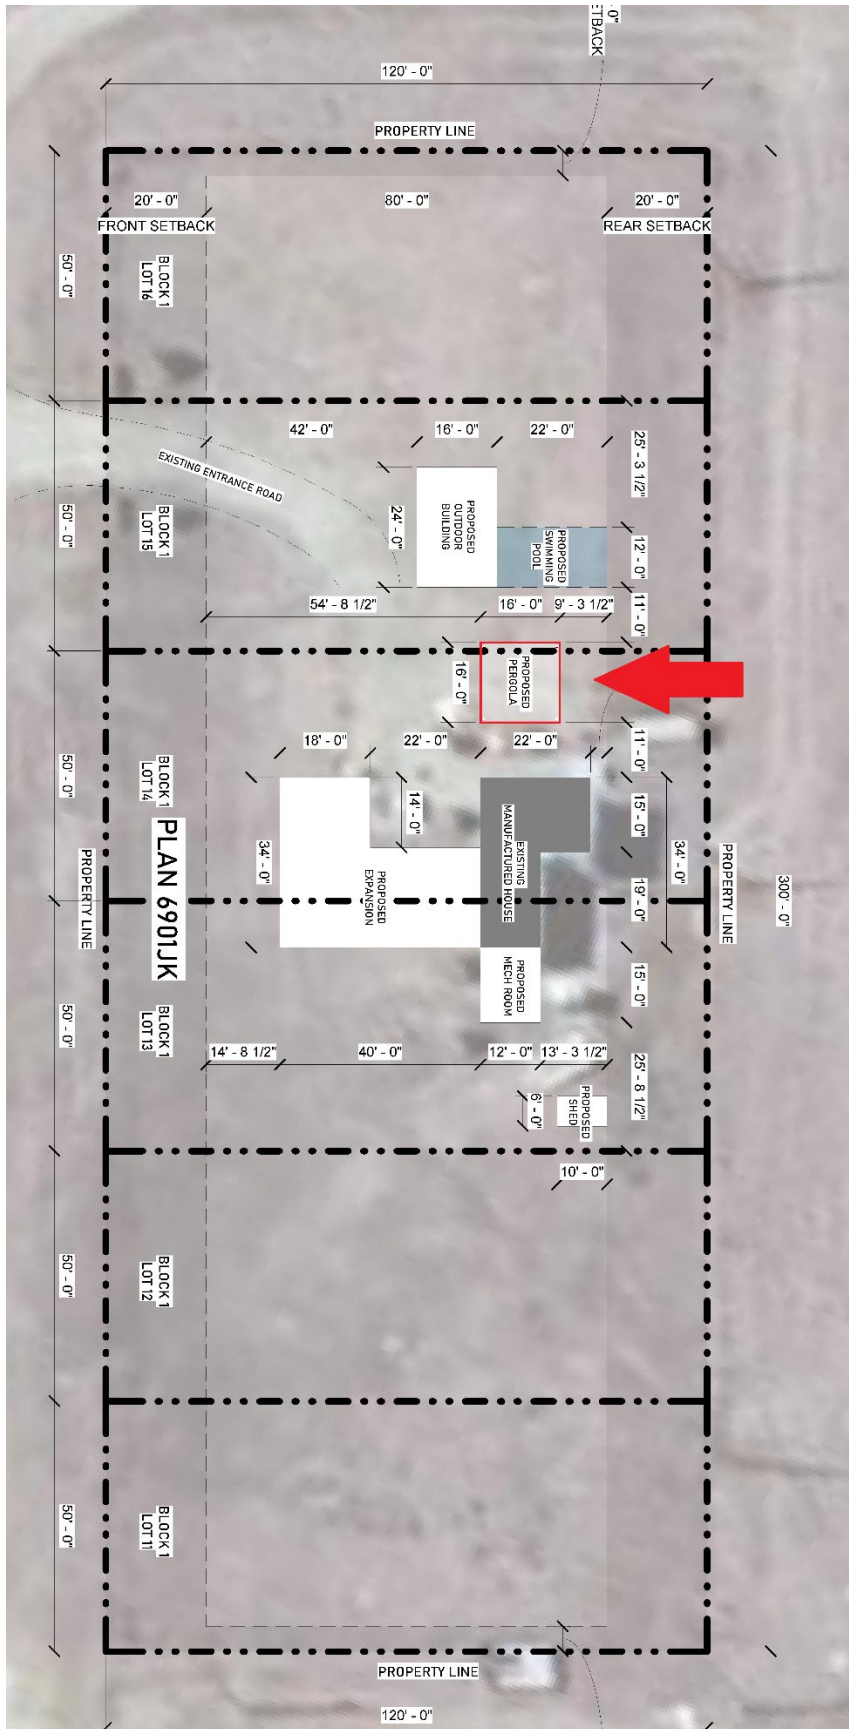 - 0"
ETBACK
120' - 0"
PROPERTY LINE
20' - 0"
80' - 0"
20' - 0"
FRONT SETBACK
REAR SETBACK
50' - 0"
BLOCK 1
LOT 16
42' - 0"
16' - 0"
22' - 0"
25' - 3 1/2"
EXISTING ENTRANCE ROAD
50' - 0"
BLOCK 1
LOT 15
24' - 0"
PROPOSED
OUTDOOR
BUILDING
PROPOSED
SWIMMING
POOL
12' - 0"
54' - 8 1/2"
16' - 0"
9' - 3 1/2"
11' - 0"
16' - 0"
PROPOSED
PERGOLA
18' - 0"
22' - 0"
22' - 0"
11' - 0"
50' - 0"
BLOCK 1
LOT 14
14' - 0"
EXISTING
MANUFACTURED HOUSE
15' - 0"
34' - 0"
34' - 0"
PROPERTY LINE
PLAN 6901JK
PROPOSED
EXPANSION
19' - 0"
PROPERTY LINE
300' - 0"
PROPOSED
MECH ROOM
15' - 0"
50' - 0"
BLOCK 1
LOT 13
14' - 8 1/2"
40' - 0"
12' - 0"
13' - 3 1/2"
25' - 8 1/2"
6' - 0"
PROPOSED
SHED
10' - 0"
50' - 0"
BLOCK 1
LOT 12
50' - 0"
BLOCK 1
LOT 11
PROPERTY LINE
120' - 0"